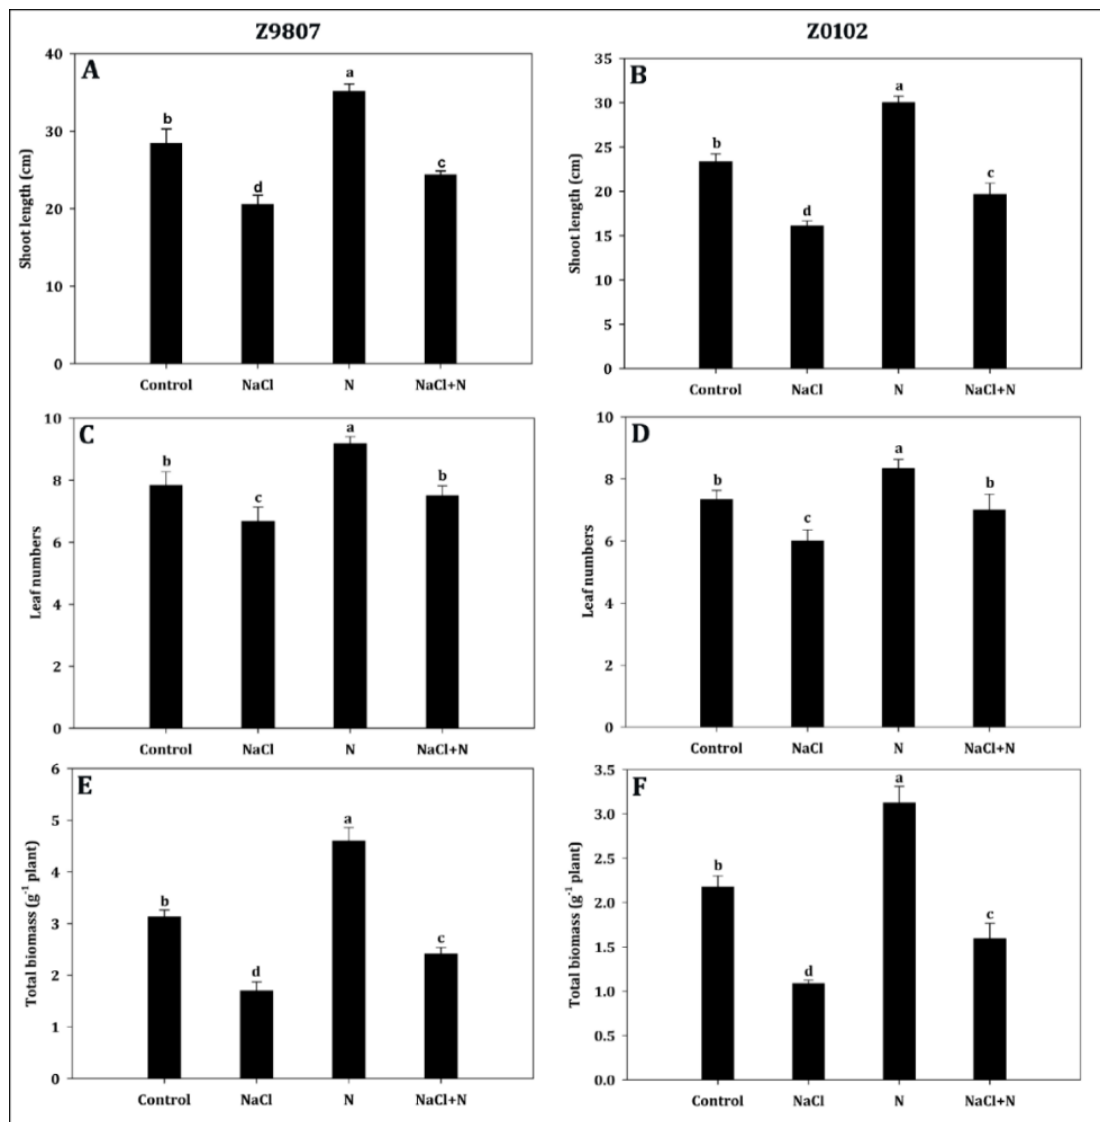 Z9807
Z0102
A
Shoot length (cm)
40
30
20
10
0
b
d
a
c
Control NaCl N NaCl+N
B
Shoot length (cm)
35
30
25
20
15
10
5
0
b
d
a
c
Control NaCl N NaCl+N
C
Leaf numbers
10
8
6
4
2
0
b
c
a
b
Control NaCl N NaCl+N
D
Leaf numbers
10
8
6
4
2
0
b
c
a
b
Control NaCl N NaCl+N
E
Total biomass (g⁻¹ plant)
6
5
4
3
2
1
0
b
d
a
c
Control NaCl N NaCl+N
F
Total biomass (g⁻¹ plant)
3.5
3.0
2.5
2.0
1.5
1.0
0.5
0.0
b
d
a
c
Control NaCl N NaCl+N